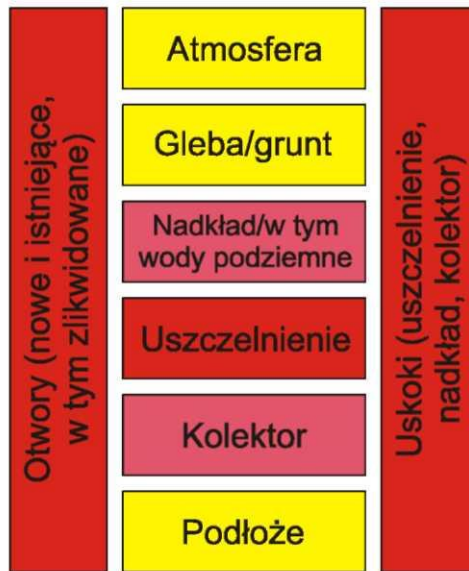 Otwory (nowe i istniejące,
w tym zlikwidowane)
Atmosfera
Gleba/grunt
Nadkład/w tym
wody podziemne
Uszczelnienie
Kolektor
Podłoże
Uskoki (uszczelnienie,
nadkład, kolektor)